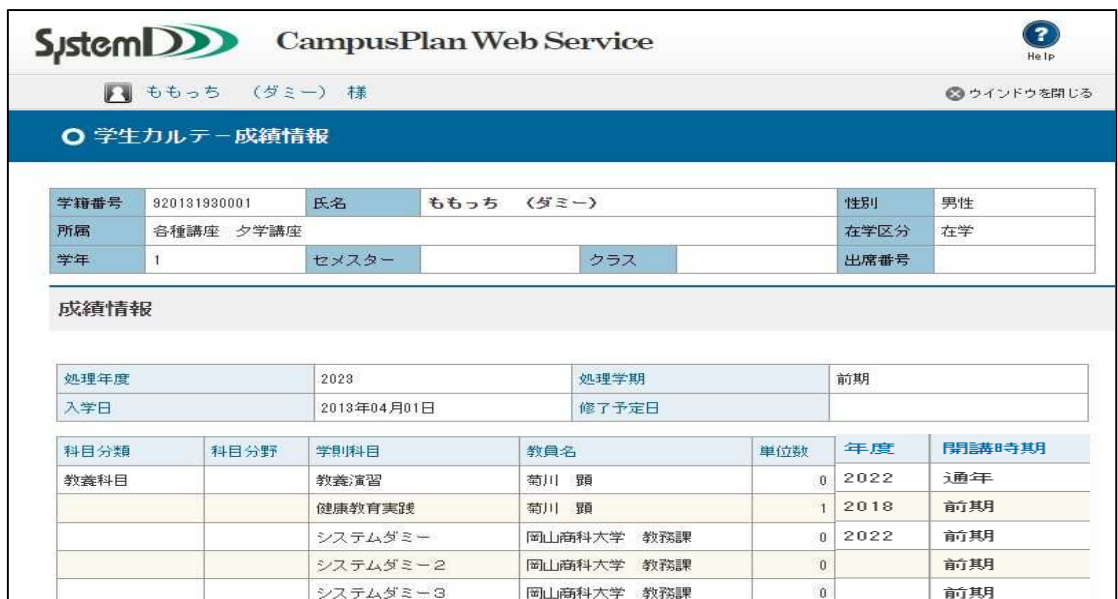 SystemD CampusPlan Web Service ?
Help
ももっち （ダミー） 様 ウインドウを閉じる
学生カルテ－成績情報
学籍番号 920131930001 氏名 ももっち （ダミー） 性別 男性
所属 各種講座 夕学講座 在学区分 在学
学年 1 セメスター クラス 出席番号
成績情報
処理年度 2023 処理学期 前期
入学日 2013年04月01日 修了予定日
科目分類 科目分野 学則科目 教員名 単位数 年度 開講時期
教養科目 教養演習 菊川 顕 0 2022 通年
健康教育実践 菊川 顕 1 2018 前期
システムダミー 岡山商科大学 教務課 0 2022 前期
システムダミー２ 岡山商科大学 教務課 0 前期
システムダミー３ 岡山商科大学 教務課 0 前期